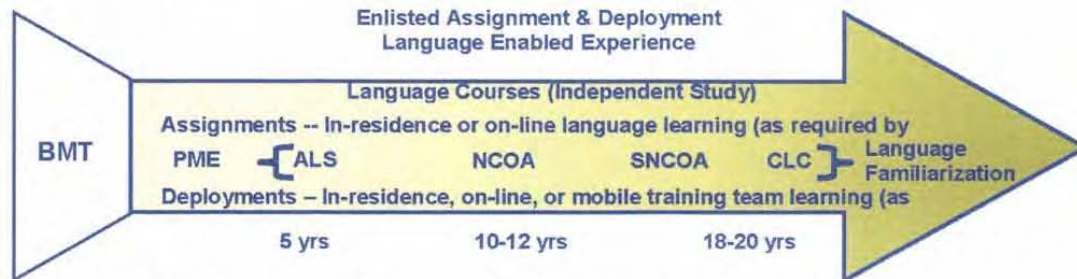 Enlisted Assignment & Deployment
Language Enabled Experience
Language Courses (Independent Study)
Assignments -- In-residence or on-line language learning (as required by
BMT
PME ALS NCOA SNCOA CLC Language
Familiarization
Deployments – In-residence, on-line, or mobile training team learning (as
5 yrs 10-12 yrs 18-20 yrs